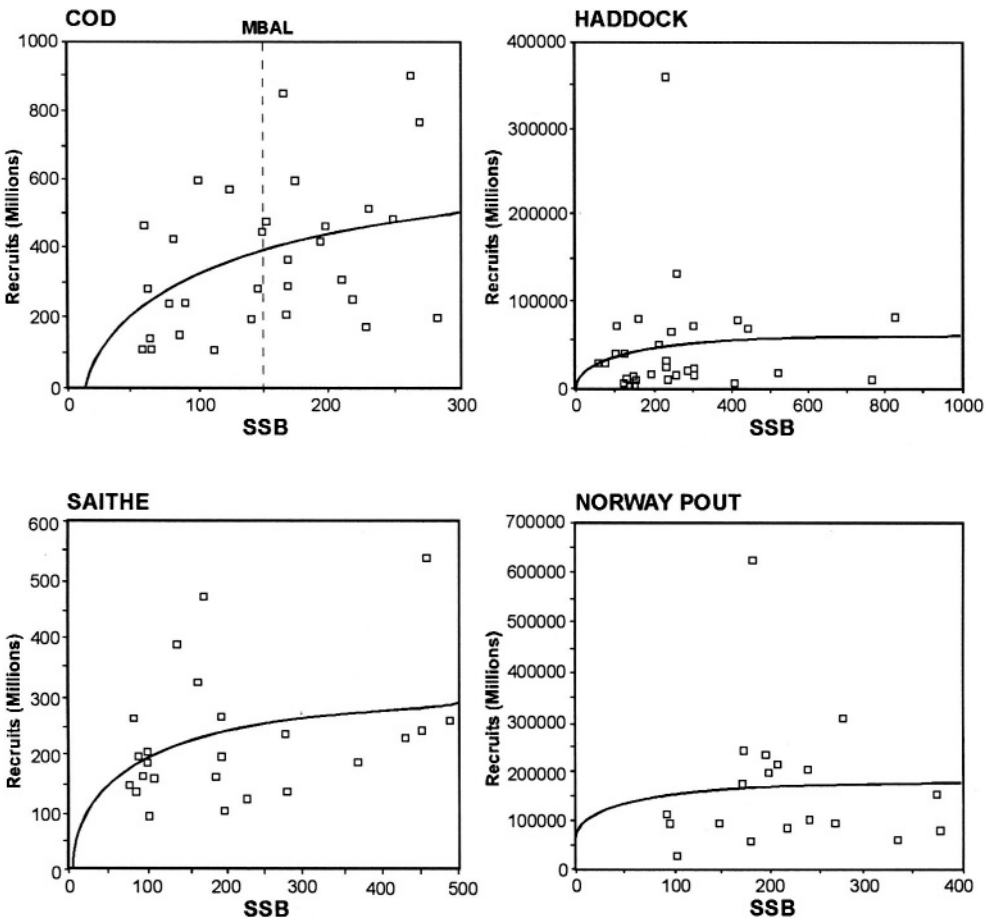 COD
MBAL
1000
800
600
400
200
0
Recruits (Millions)
0 100 200 300
SSB
HADDOCK
400000
300000
200000
100000
0
Recruits (Millions)
0 200 400 600 800 1000
SSB
SAITHE
600
500
400
300
200
100
0
Recruits (Millions)
0 100 200 300 400 500
SSB
NORWAY POUT
700000
600000
500000
400000
300000
200000
100000
0
Recruits (Millions)
0 100 200 300 400
SSB